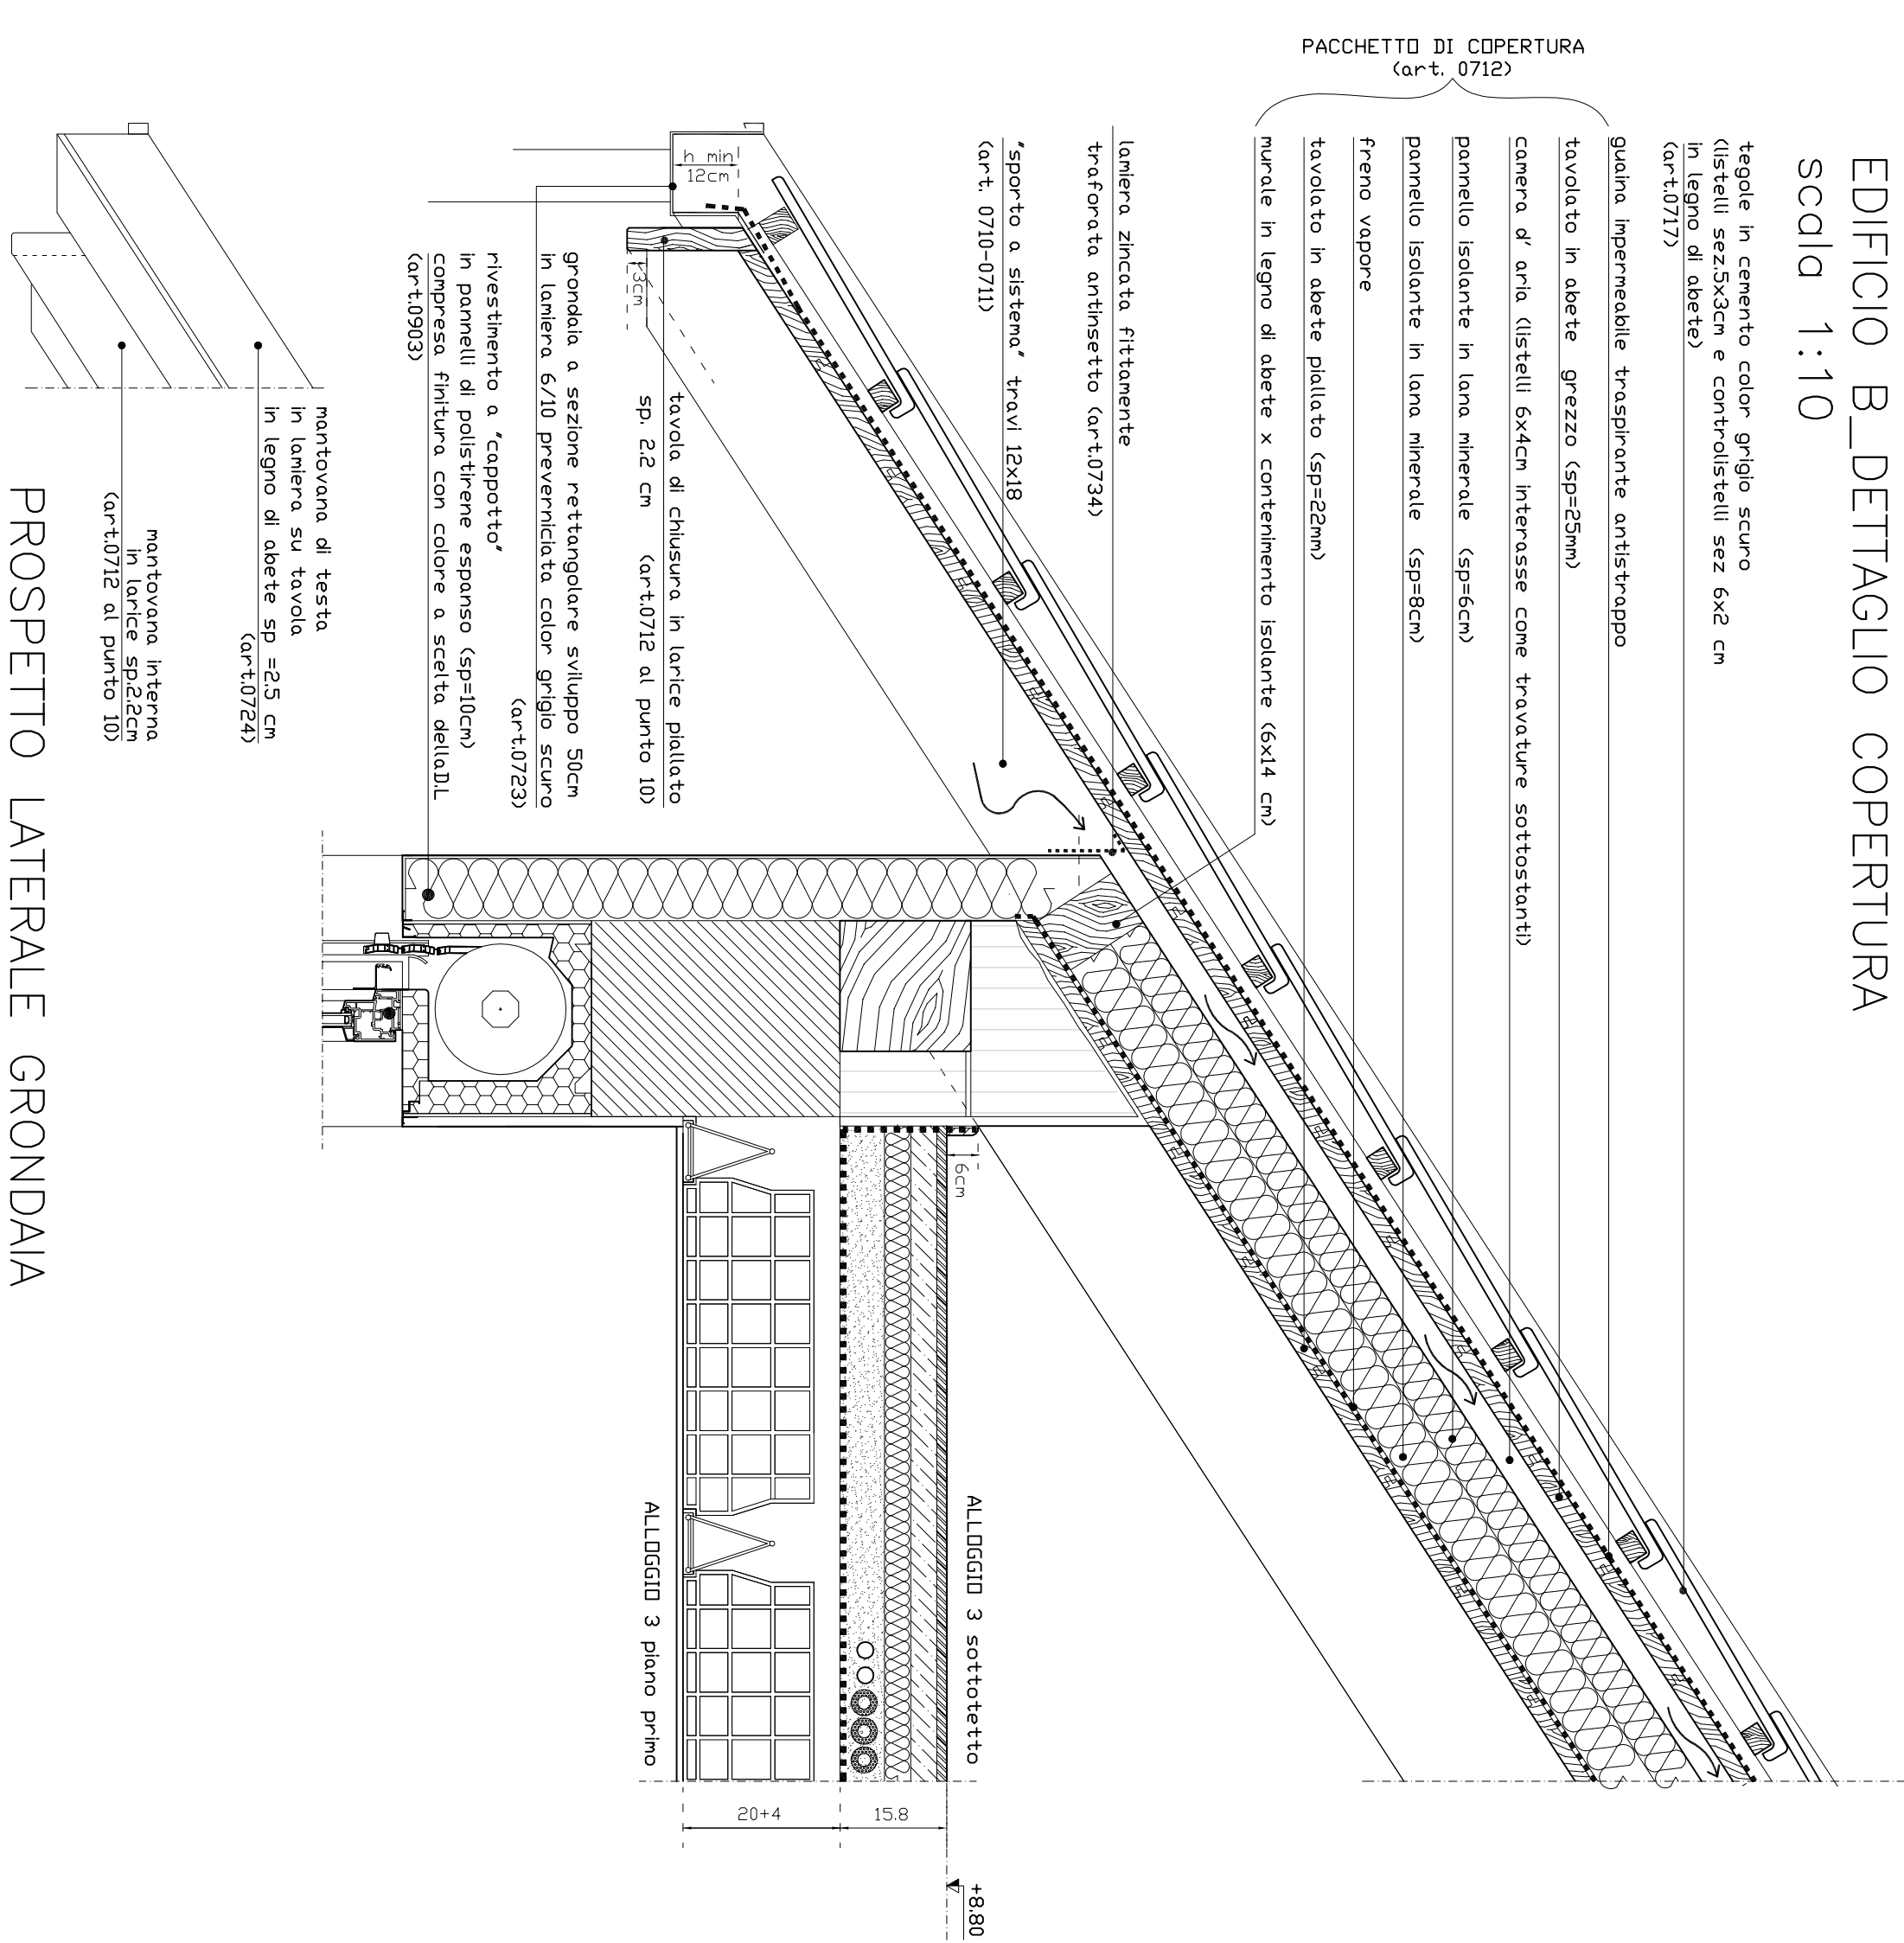 EDIFICIO B_DETTAGLIO COPERTURA
scala 1:10
PACCHETTO DI COPERTURA
(art. 0712)
tegole in cemento color grigio scuro
(listelli sez.5x3cm e controlistelli sez 6x2 cm
in legno di abete)
(art.0717)
guaina impermeabile traspirante antistrappo
tavolato in abete grezzo (sp=25mm)
camera d' aria (listelli 6x4cm interasse come travature sottostanti)
pannello isolante in lana minerale (sp=6cm)
pannello isolante in lana minerale (sp=8cm)
freno vapore
tavolato in abete piallato (sp=22mm)
murale in legno di abete x contenimento isolante (6x14 cm)
lamiera zincata fittamente
traforata antinsetto (art.0734)
"sporto a sistema" travi 12x18
(art. 0710-0711)
h min
12cm
3cm
tavola di chiusura in larice piallato
sp. 2.2 cm (art.0712 al punto 10)
grondaia a sezione rettangolare sviluppo 50cm
in lamiera 6/10 preverniciata color grigio scuro
(art.0723)
rivestimento a "cappotto"
in pannelli di polistirene espanso (sp=10cm)
compresa finitura con colore a scelta dellaD.L
(art.0903)
6cm
ALLOGGIO 3 sottotetto
ALLOGGIO 3 piano primo
20+4
15.8
+8.80
mantovana di testa
in lamiera su tavola
in legno di abete sp =2.5 cm
(art.0724)
mantovana interna
in larice sp.2.2cm
(art.0712 al punto 10)
PROSPETTO LATERALE GRONDAIA